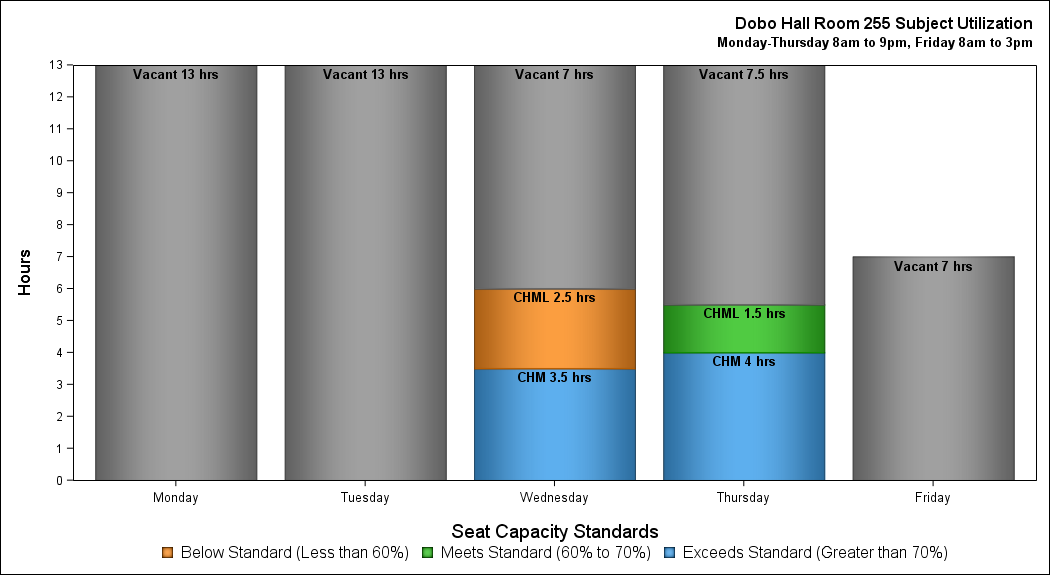 Dobo Hall Room 255 Subject Utilization
Monday-Thursday 8am to 9pm, Friday 8am to 3pm
Hours
13
12
11
10
9
8
7
6
5
4
3
2
1
0
Vacant 13 hrs
Vacant 13 hrs
Vacant 7 hrs
CHML 2.5 hrs
CHM 3.5 hrs
Vacant 7.5 hrs
CHML 1.5 hrs
CHM 4 hrs
Vacant 7 hrs
Monday Tuesday Wednesday Thursday Friday
Seat Capacity Standards
Below Standard (Less than 60%) Meets Standard (60% to 70%) Exceeds Standard (Greater than 70%)